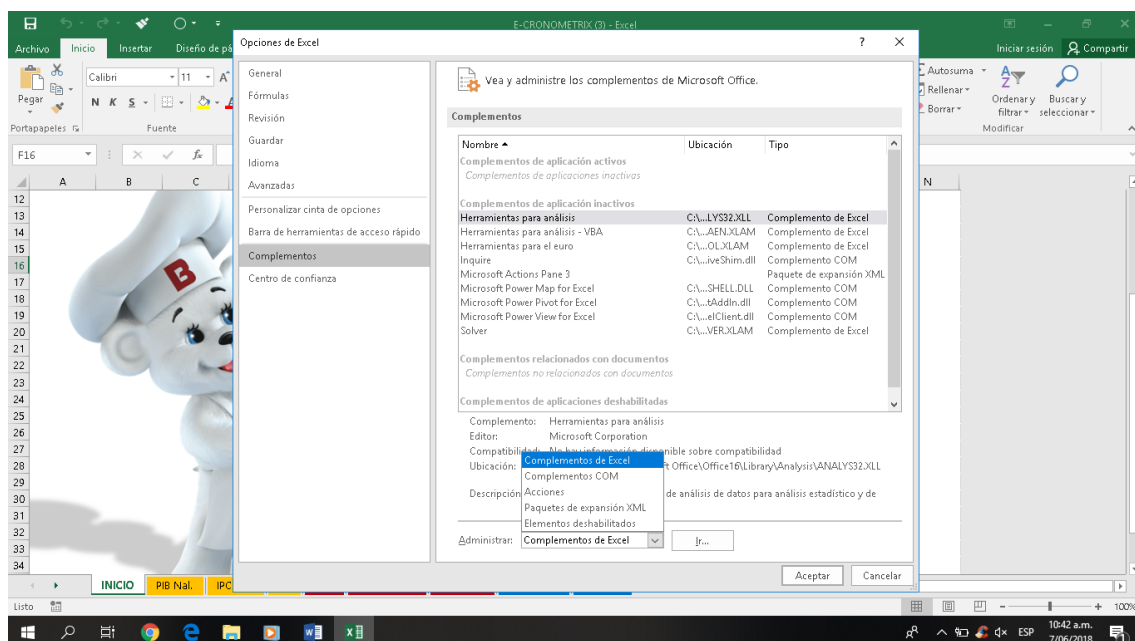 E-CRONOMETRIX (3) - Excel
Archivo Inicio Insertar Diseño de pá
Iniciar sesión Compartir
Opciones de Excel ? ×
Pegar
Portapapeles
Calibri 11 A
N K S
Fuente
Autosuma
Rellenar
Borrar
Ordenar y filtrar
Buscar y seleccionar
Modificar
F16 fx
A B C N
12
13
14
15
16
17
18
19
20
21
22
23
24
25
26
27
28
29
30
31
32
33
34
B
General
Fórmulas
Revisión
Guardar
Idioma
Avanzadas
Personalizar cinta de opciones
Barra de herramientas de acceso rápido
Complementos
Centro de confianza
Vea y administre los complementos de Microsoft Office.
Complementos
Nombre Ubicación Tipo
Complementos de aplicación activos
Complementos de aplicaciones inactivas
Complementos de aplicación inactivos
Herramientas para análisis C:\...LYS32.XLL Complemento de Excel
Herramientas para análisis - VBA C:\...AEN.XLAM Complemento de Excel
Herramientas para el euro C:\...OL.XLAM Complemento de Excel
Inquire C:\...iveShim.dll Complemento COM
Microsoft Actions Pane 3 Paquete de expansión XML
Microsoft Power Map for Excel C:\...SHELL.DLL Complemento COM
Microsoft Power Pivot for Excel C:\...tAddIn.dll Complemento COM
Microsoft Power View for Excel C:\...elClient.dll Complemento COM
Solver C:\...VER.XLAM Complemento de Excel
Complementos relacionados con documentos
Complementos no relacionados con documentos
Complementos de aplicaciones deshabilitadas
Complemento: Herramientas para análisis
Editor: Microsoft Corporation
Compatibilidad: No hay información disponible sobre compatibilidad
Ubicación: t Office\Office16\Library\Analysis\ANALYS32.XLL
Descripción de análisis de datos para análisis estadístico y de
Complementos de Excel
Complementos COM
Acciones
Paquetes de expansión XML
Elementos deshabilitados
Administrar: Complementos de Excel Ir...
Aceptar Cancelar
INICIO PIB Nal. IPC
Listo 100%
ESP 10:42 a.m.
7/06/2018